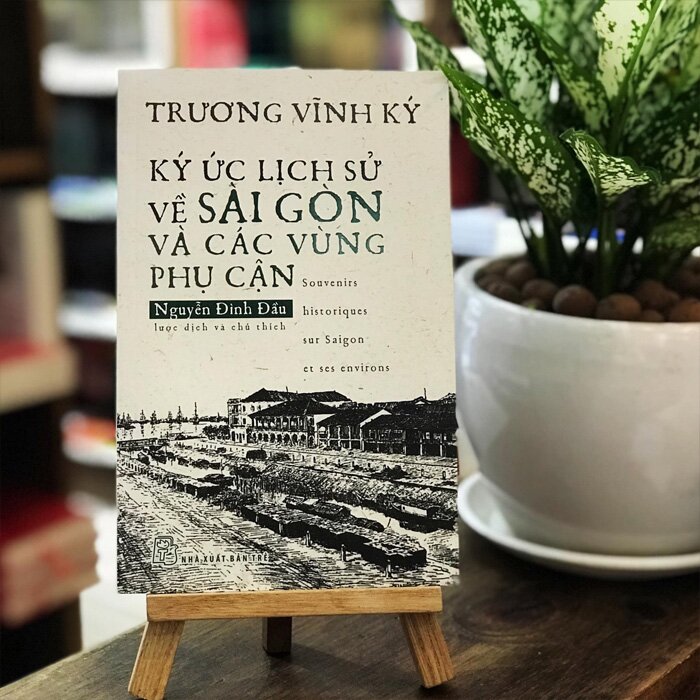 TRƯƠNG VĨNH KÝ
KÝ ỨC LỊCH SỬ
VỀ SÀI GÒN
VÀ CÁC VÙNG
PHỤ CẬN
Souvenirs
historiques
sur Saigon
et ses environs
Nguyễn Đình Đầu
lược dịch và chú thích
NHÀ XUẤT BẢN TRẺ